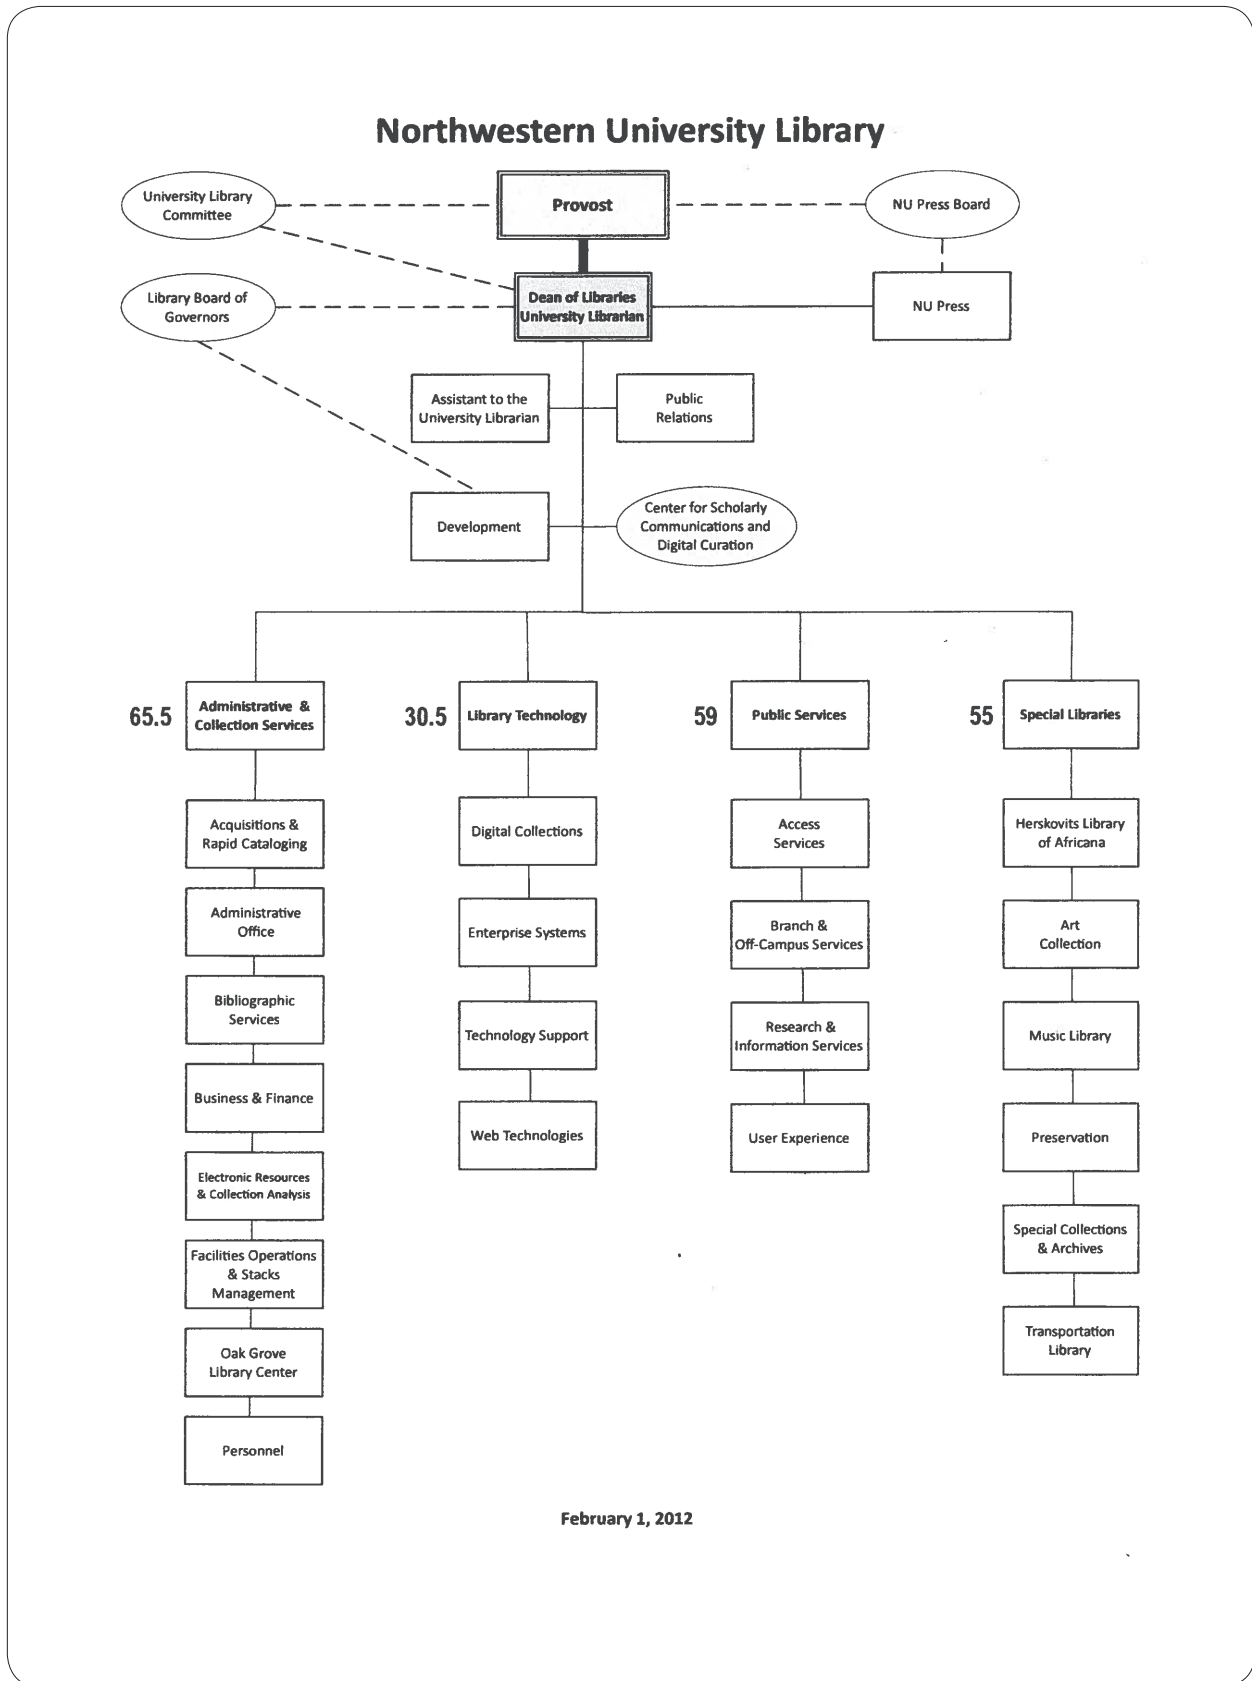 Northwestern University Library
University Library
Committee
Provost
NU Press Board
Library Board of
Governors
Dean of Libraries
University Librarian
NU Press
Assistant to the
University Librarian
Public
Relations
Development
Center for Scholarly
Communications and
Digital Curation
65.5
Administrative &
Collection Services
30.5
Library Technology
59
Public Services
55
Special Libraries
Acquisitions &
Rapid Cataloging
Administrative
Office
Bibliographic
Services
Business & Finance
Electronic Resources
& Collection Analysis
Facilities Operations
& Stacks
Management
Oak Grove
Library Center
Personnel
Digital Collections
Enterprise Systems
Technology Support
Web Technologies
Access
Services
Branch &
Off-Campus Services
Research &
Information Services
User Experience
Herskovits Library
of Africana
Art
Collection
Music Library
Preservation
Special Collections
& Archives
Transportation
Library
February 1, 2012